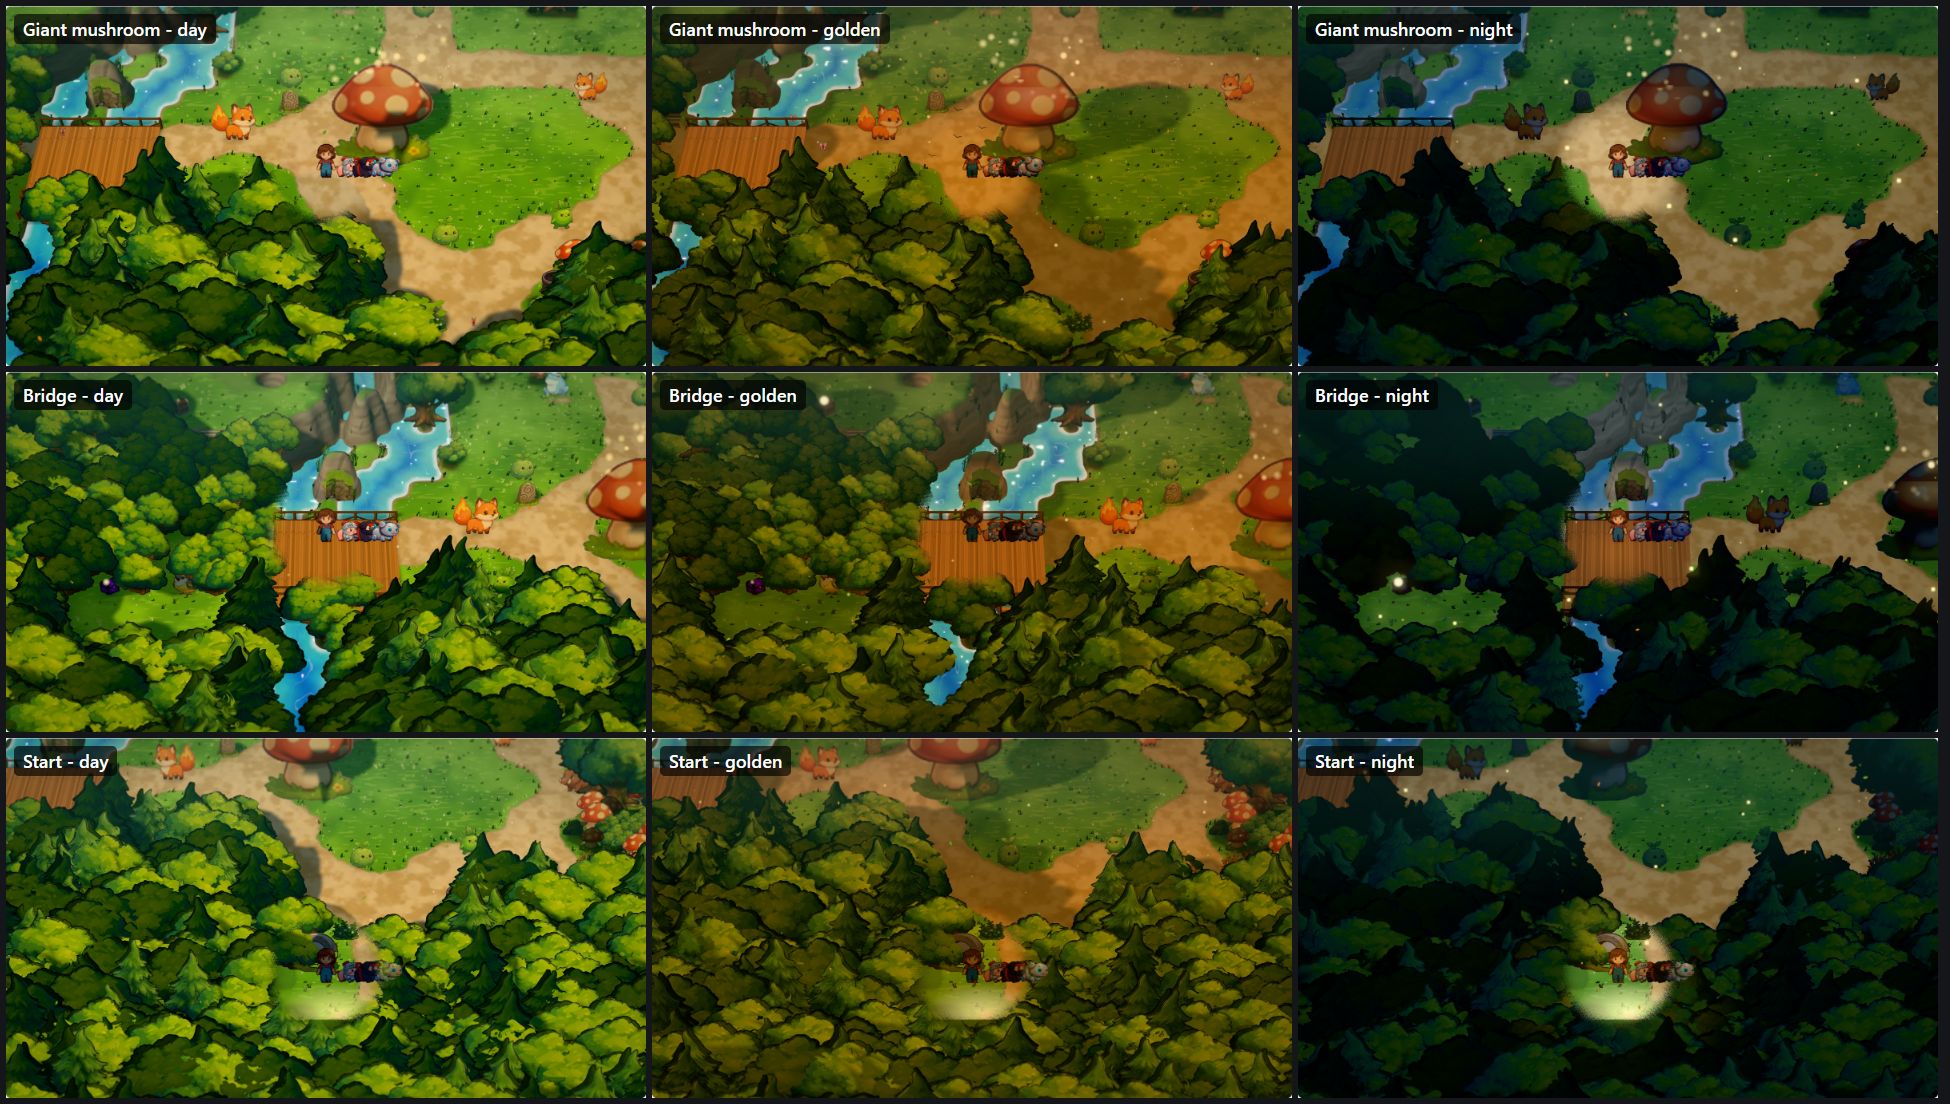 Giant mushroom - day
Giant mushroom - golden
Giant mushroom - night
Bridge - day
Bridge - golden
Bridge - night
Start - day
Start - golden
Start - night